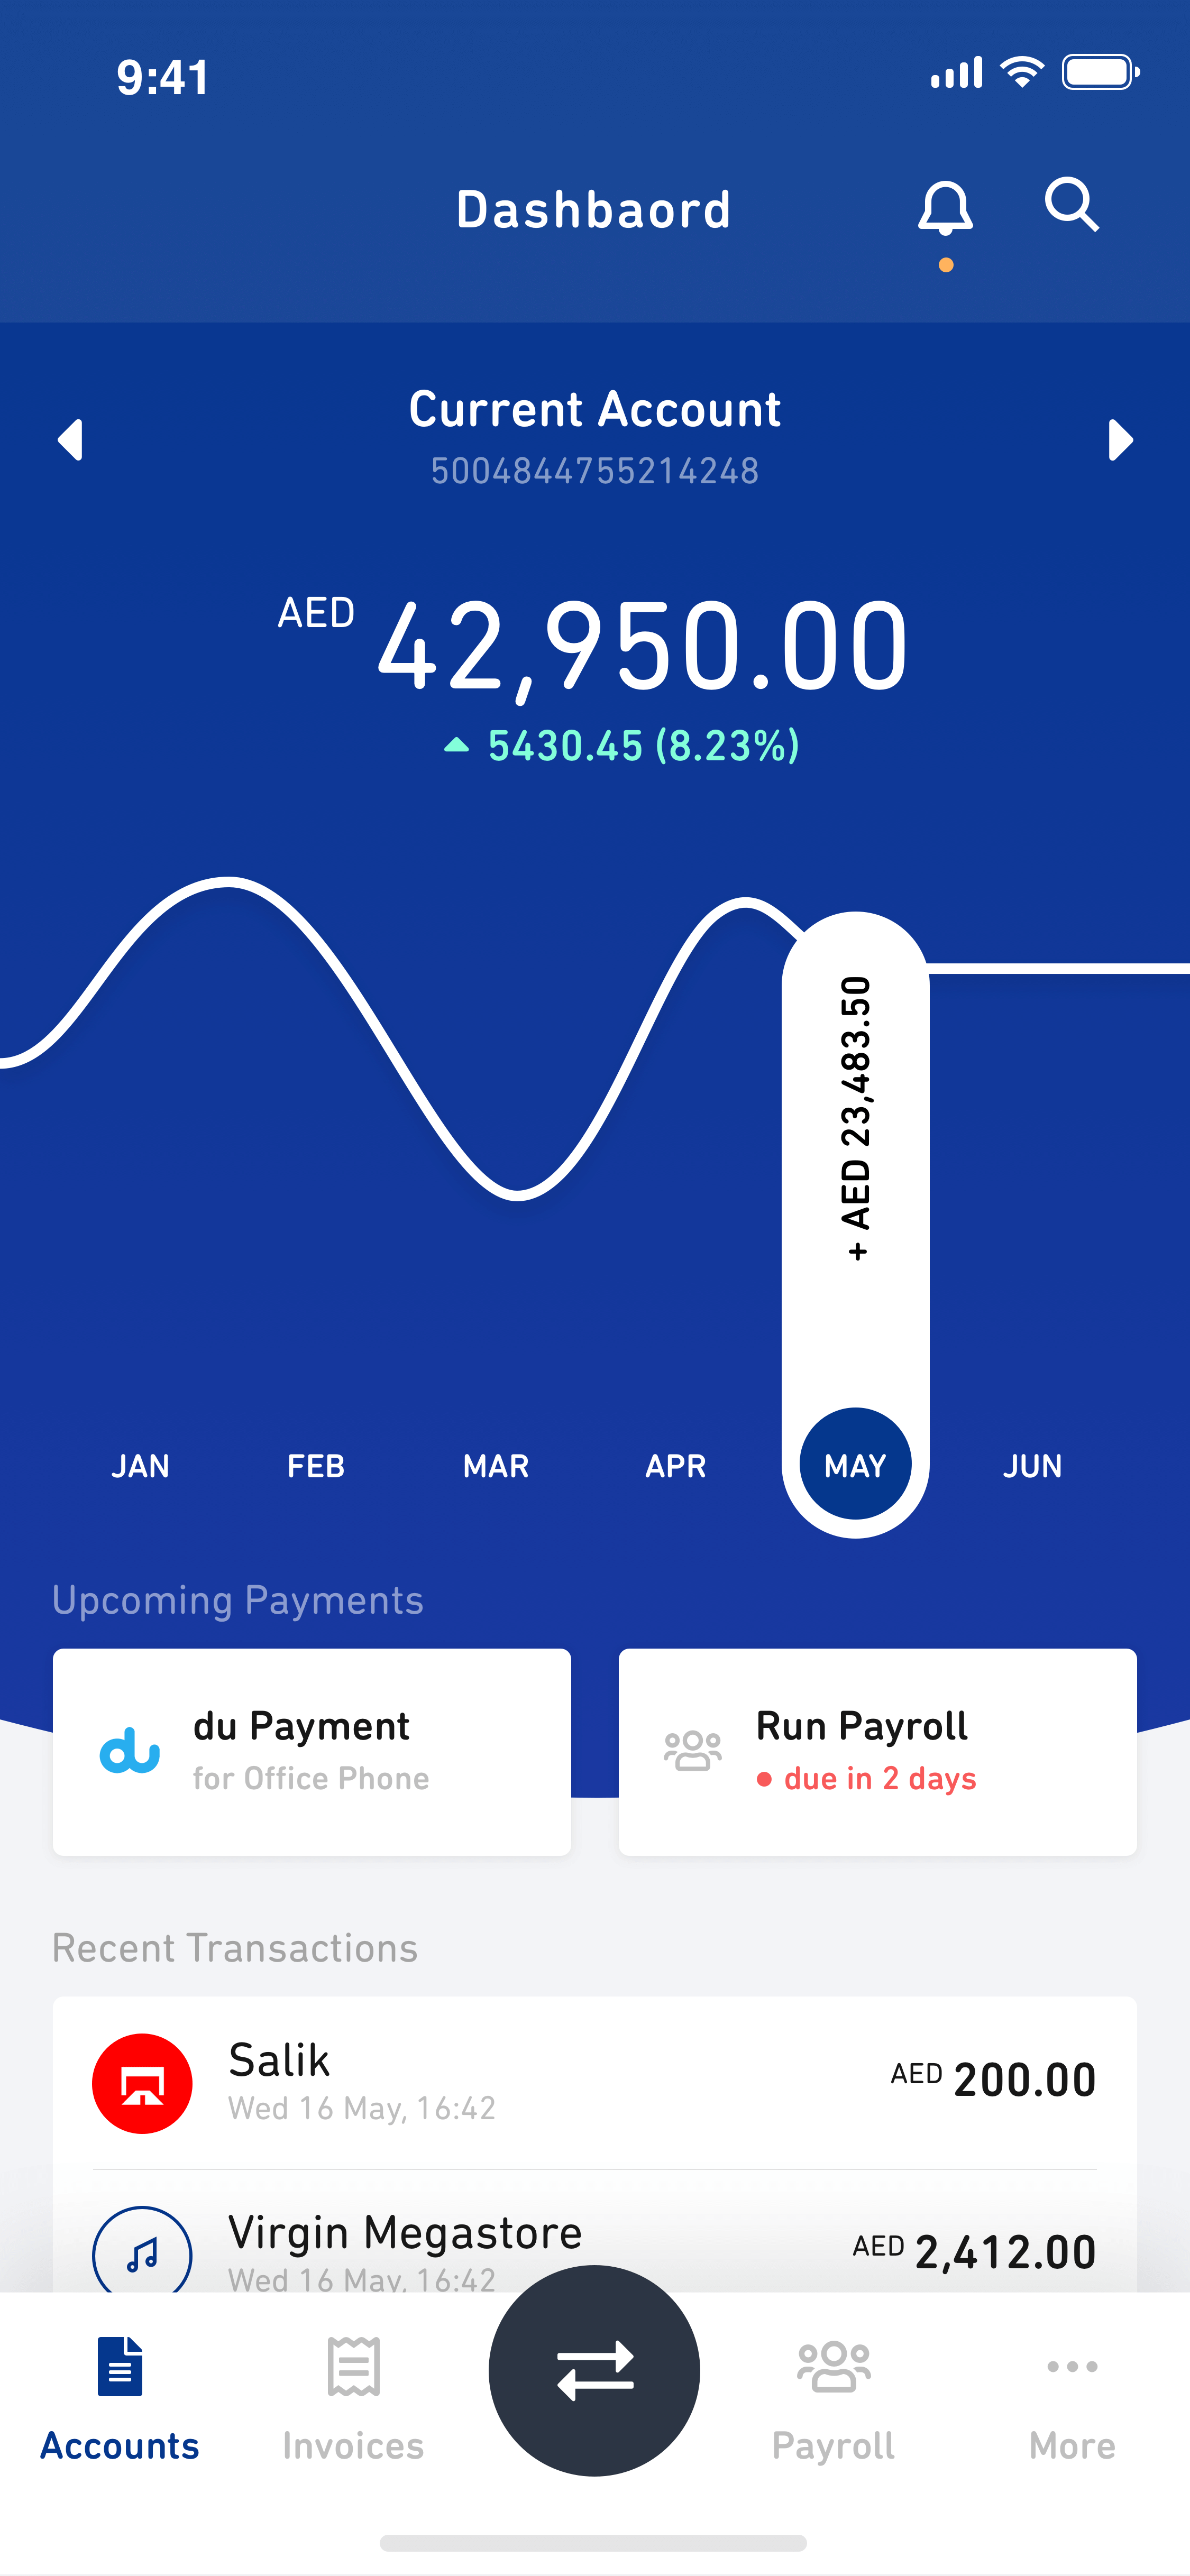 9:41
Dashbaord
Current Account
5004844755214248
AED 42,950.00
5430.45 (8.23%)
+ AED 23,483.50
JAN FEB MAR APR MAY JUN
Upcoming Payments
du du Payment
for Office Phone
Run Payroll
due in 2 days
Recent Transactions
Salik
Wed 16 May, 16:42
AED 200.00
Virgin Megastore
Wed 16 May, 16:42
AED 2,412.00
Accounts Invoices Payroll More